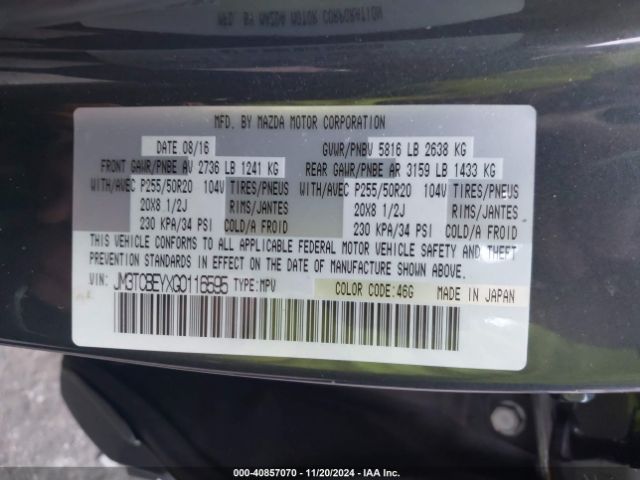 MFD. BY MAZDA MOTOR CORPORATION
DATE 08/16 GVWR/PNBV 5816 LB 2638 KG
FRONT GAWR/PNBE AV 2736 LB 1241 KG REAR GAWR/PNBE AR 3159 LB 1433 KG
WITH/AVEC P255/50R20 104V TIRES/PNEUS WITH/AVEC P255/50R20 104V TIRES/PNEUS
20X8 1/2J RIMS/JANTES 20X8 1/2J RIMS/JANTES
230 KPA/34 PSI COLD/A FROID 230 KPA/34 PSI COLD/A FROID
THIS VEHICLE CONFORMS TO ALL APPLICABLE FEDERAL MOTOR VEHICLE SAFETY AND THEFT
PREVENTION STANDARDS IN EFFECT ON THE DATE OF MANUFACTURE SHOWN ABOVE.
VIN: JM3TCBEYXG0116595 TYPE:MPV COLOR CODE:46G MADE IN JAPAN
000-40857070 - 11/20/2024 - IAA Inc.